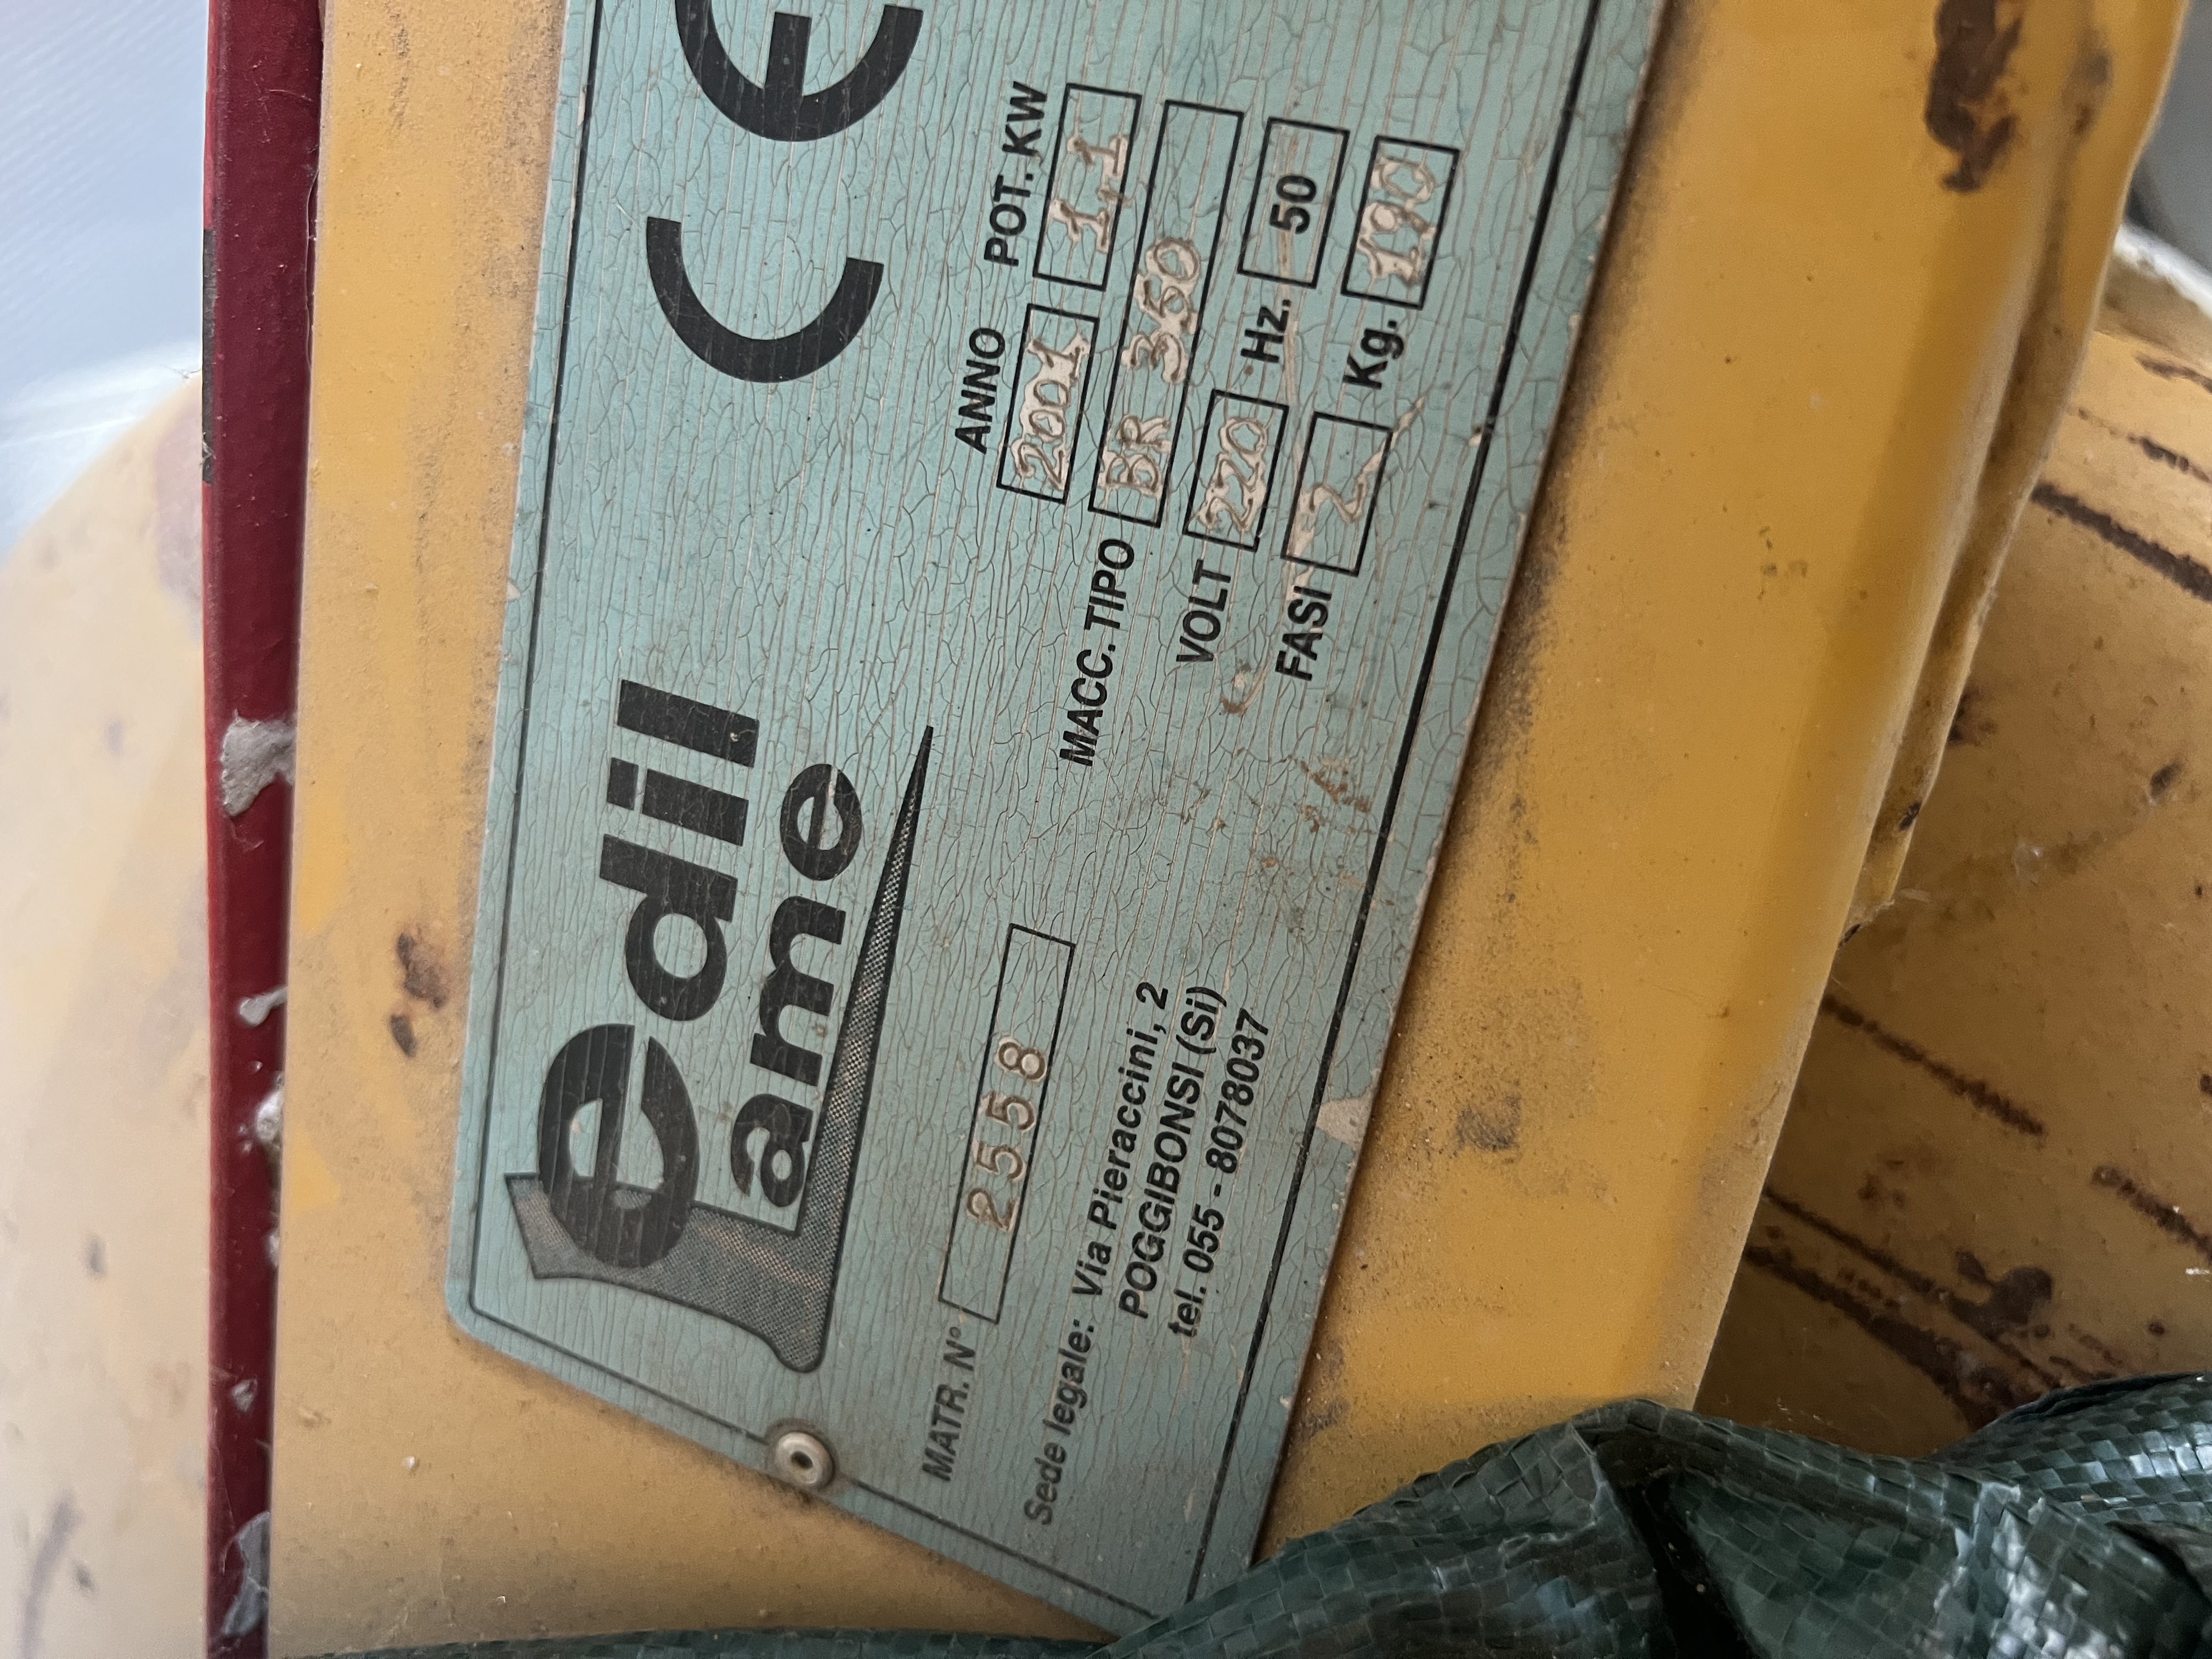 edil
lame
CE
MATR. N° 2558
Sede legale: Via Pieraccini, 2
POGGIBONSI (Si)
tel. 055 - 8078037
ANNO POT. KW
2001 1,1
MACC. TIPO BR 360
VOLT 220 Hz. 50
FASI 2 Kg. 190